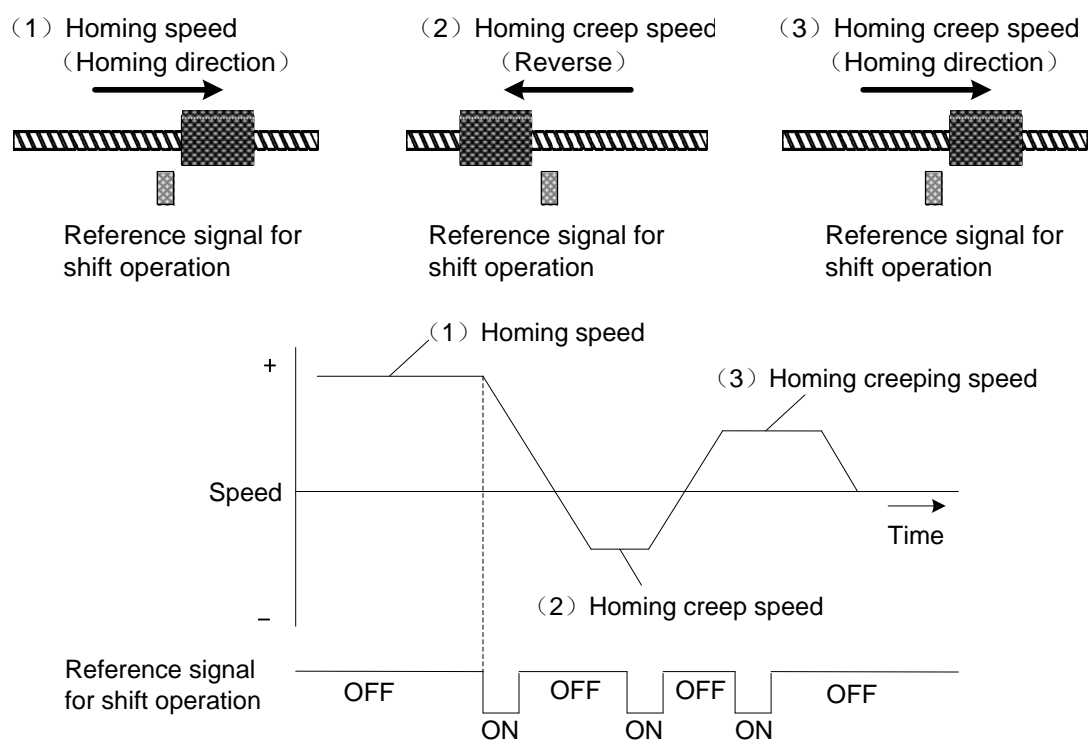 （1）Homing speed
（Homing direction）
（2）Homing creep speed
（Reverse）
（3）Homing creep speed
（Homing direction）
Reference signal for
shift operation
Reference signal for
shift operation
Reference signal for
shift operation
（1）Homing speed
+
（3）Homing creeping speed
Speed
Time
（2）Homing creep speed
−
Reference signal
for shift operation
OFF
ON
OFF
ON
OFF
ON
OFF